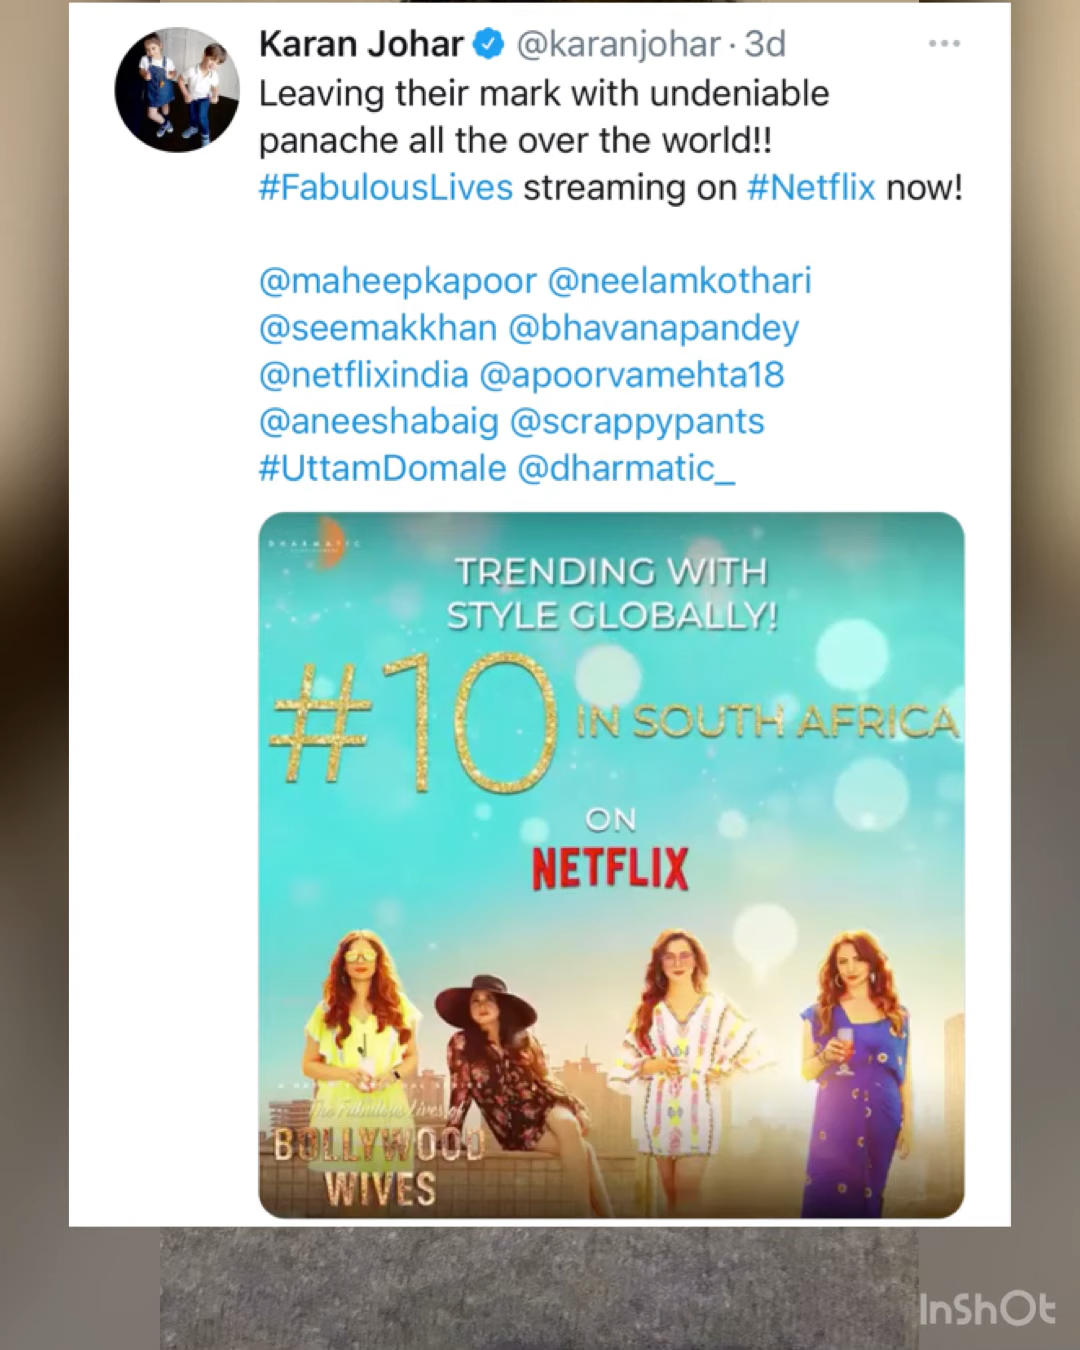 Karan Johar @karanjohar · 3d
Leaving their mark with undeniable
panache all the over the world!!
#FabulousLives streaming on #Netflix now!
@maheepkapoor @neelamkothari
@seemakkhan @bhavanapandey
@netflixindia @apoorvamehta18
@aneeshabaig @scrappypants
#UttamDomale @dharmatic_
DHARMATIC
TRENDING WITH
STYLE GLOBALLY!
#10 IN SOUTH AFRICA
ON
NETFLIX
The Fabulous Lives of
BOLLYWOOD
WIVES
InShOt